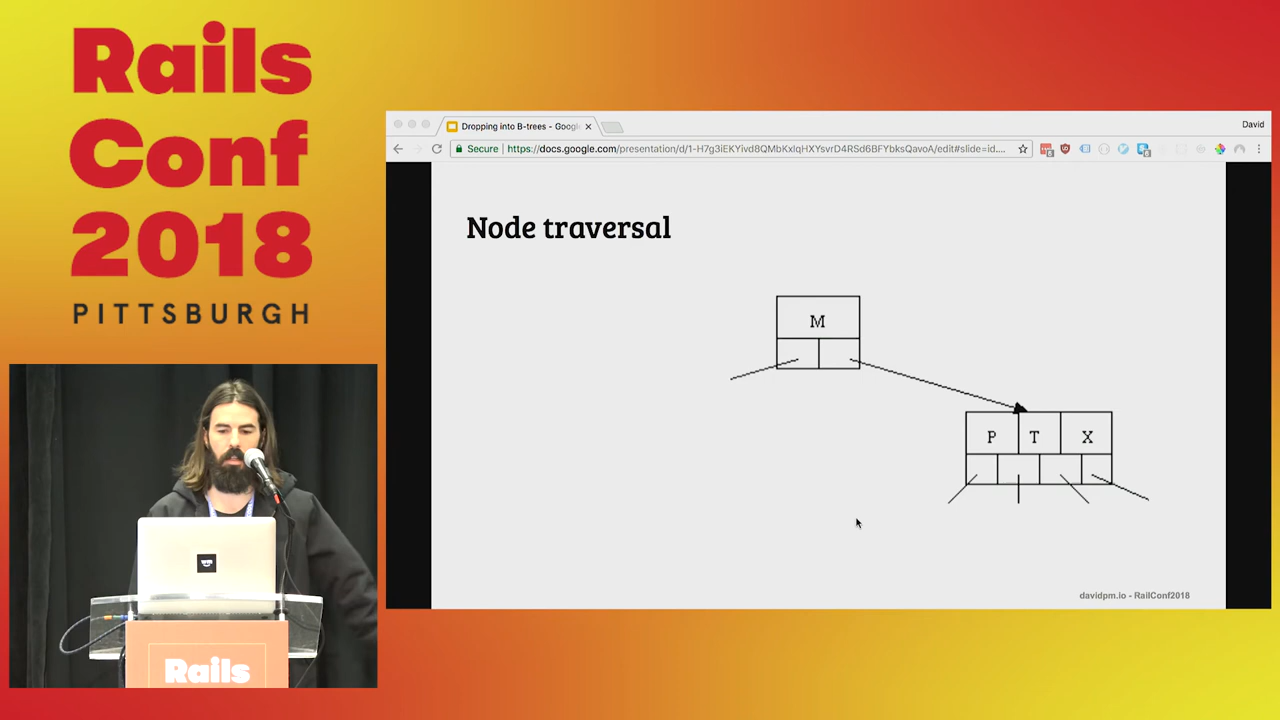 Rails
Conf
2018
PITTSBURGH
Dropping into B-trees - Googl
David
Secure
https://docs.google.com/presentation/d/1-H7g3iEKYivd8QMbKxlqHXYsvrD4RSd6BFYbksQavoA/edit#slide=id....
Node traversal
M
P T X
davidpm.io - RailConf2018
Rails